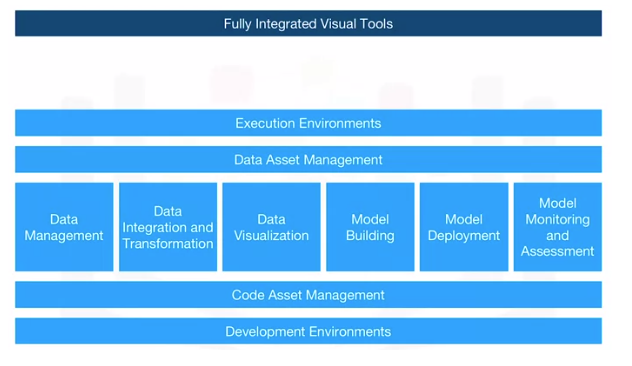 Fully Integrated Visual Tools
Execution Environments
Data Asset Management
Data
Management
Data
Integration and
Transformation
Data
Visualization
Model
Building
Model
Deployment
Model
Monitoring
and
Assessment
Code Asset Management
Development Environments